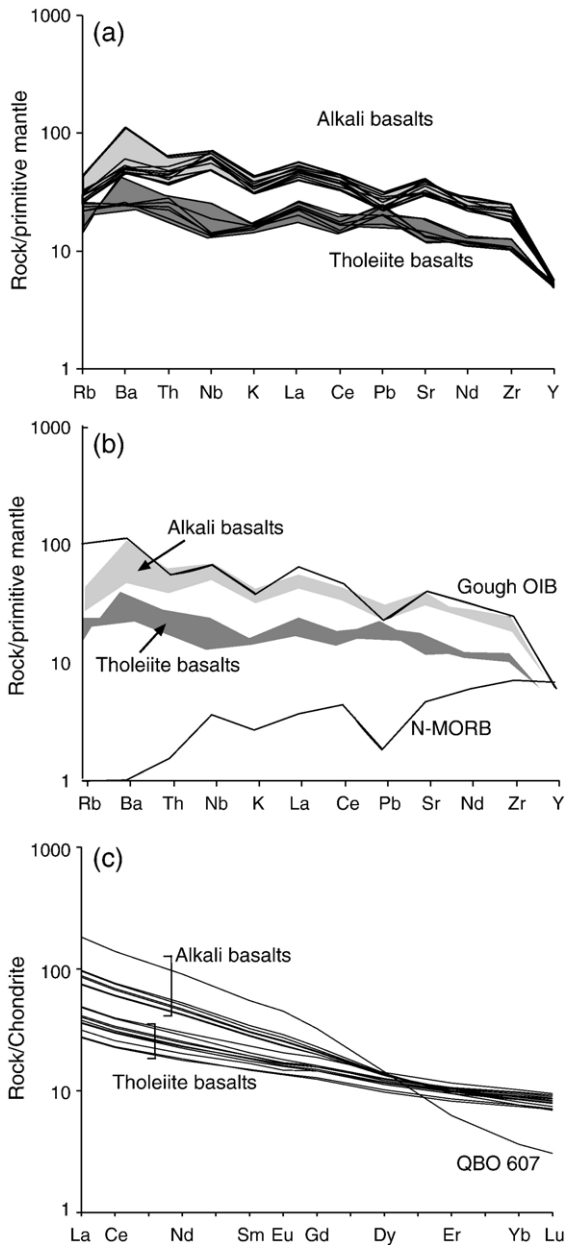 (a)
1000
100
10
1
Rock/primitive mantle
Alkali basalts
Tholeiite basalts
Rb Ba Th Nb K La Ce Pb Sr Nd Zr Y
(b)
1000
100
10
1
Rock/primitive mantle
Alkali basalts
Gough OIB
Tholeiite basalts
N-MORB
Rb Ba Th Nb K La Ce Pb Sr Nd Zr Y
(c)
1000
100
10
1
Rock/Chondrite
Alkali basalts
Tholeiite basalts
QBO 607
La Ce Nd Sm Eu Gd Dy Er Yb Lu